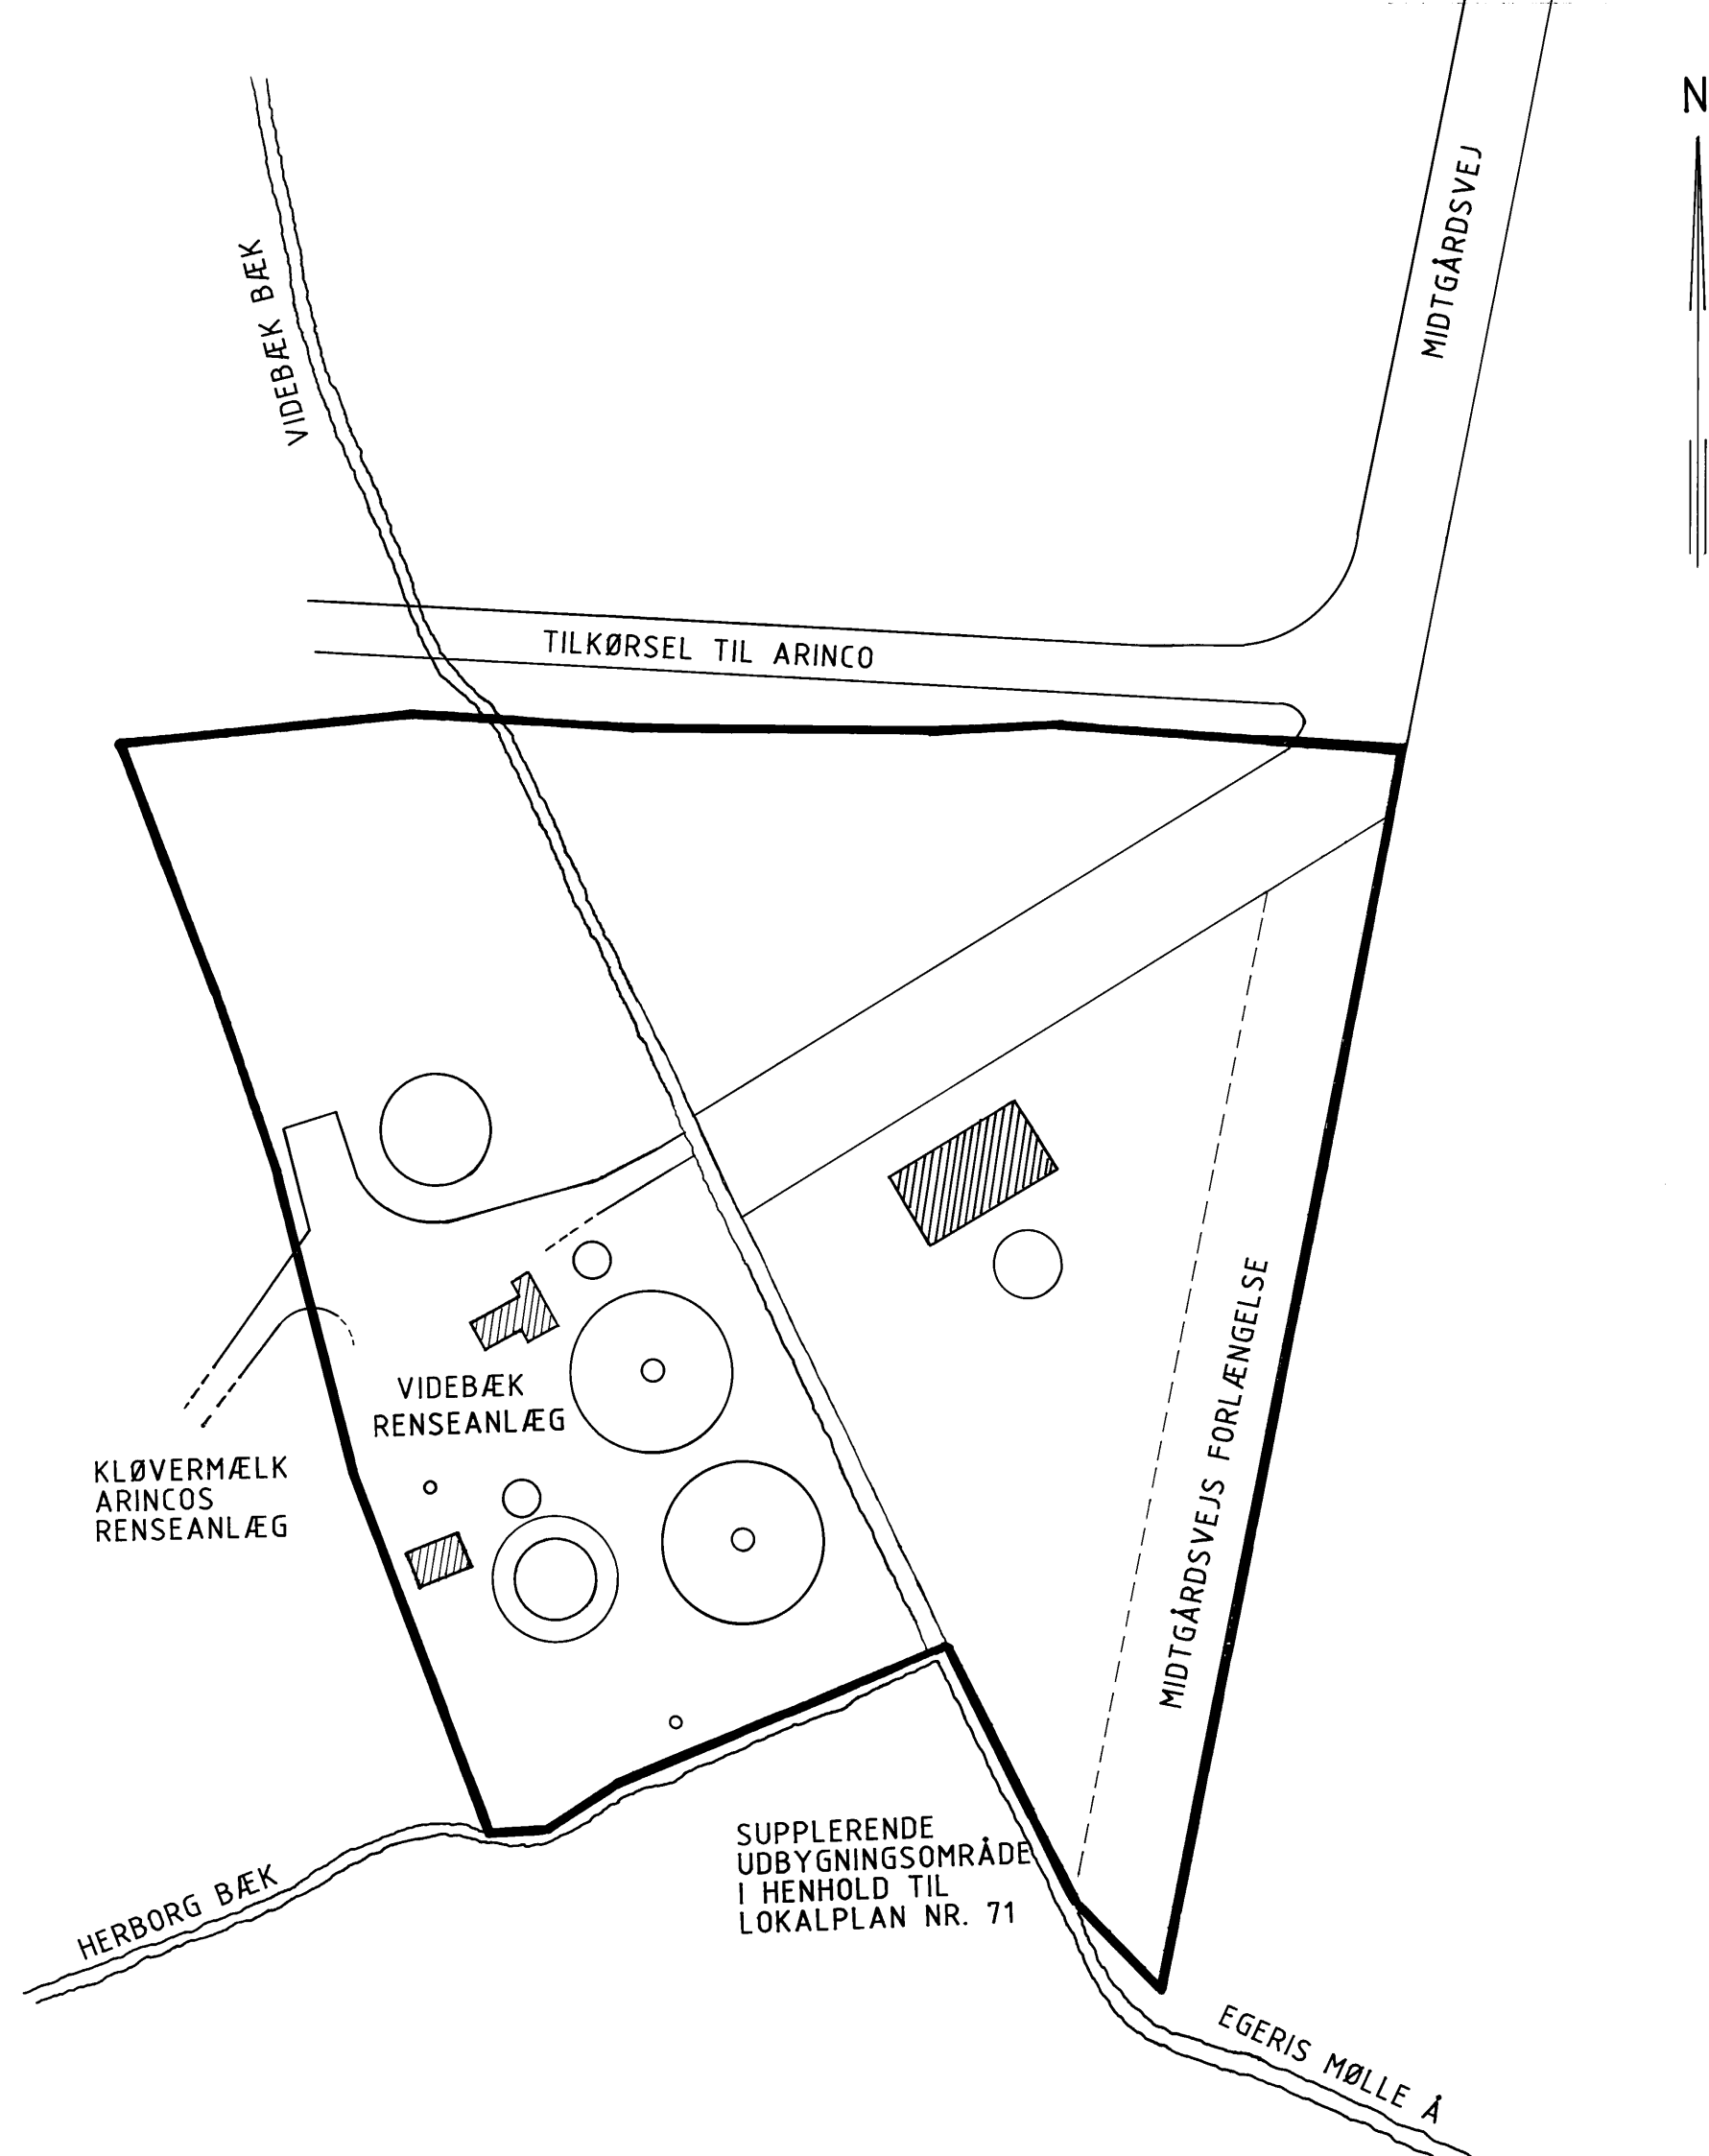 N
MIDTGÅRDSVEJ
VIDEBÆK BÆK
TILKØRSEL TIL ARINCO
MIDTGÅRDSVEJS FORLÆNGELSE
VIDEBÆK
RENSEANLÆG
KLØVERMÆLK
ARINCOS
RENSEANLÆG
SUPPLERENDE
UDBYGNINGSOMRÅDE
I HENHOLD TIL
LOKALPLAN NR. 71
HERBORG BÆK
EGERIS MØLLE Å